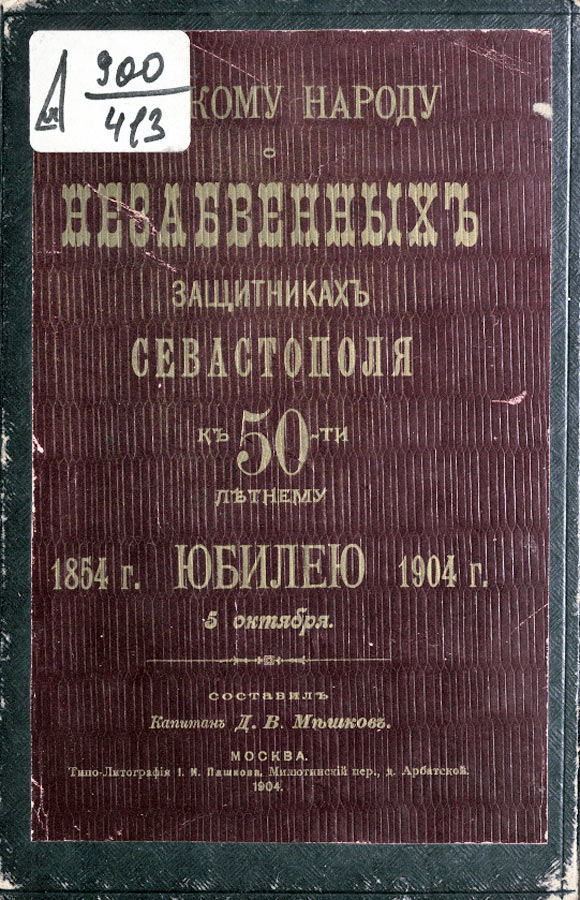 900
413
КОМУ НАРОДУ
о
НЕЗАБВЕННЫХЪ
ЗАЩИТНИКАХЪ
СЕВАСТОПОЛЯ
КЪ 50-ТИ
ЛѢТНЕМУ
1854 г. ЮБИЛЕЮ 1904 г.
5 октября.
СОСТАВИЛЪ
Капитанъ Д. В. Мѣшковъ.
МОСКВА.
Типо-Литографія І. И. Пашкова, Милютинскій пер., д. Арбатской.
1904.